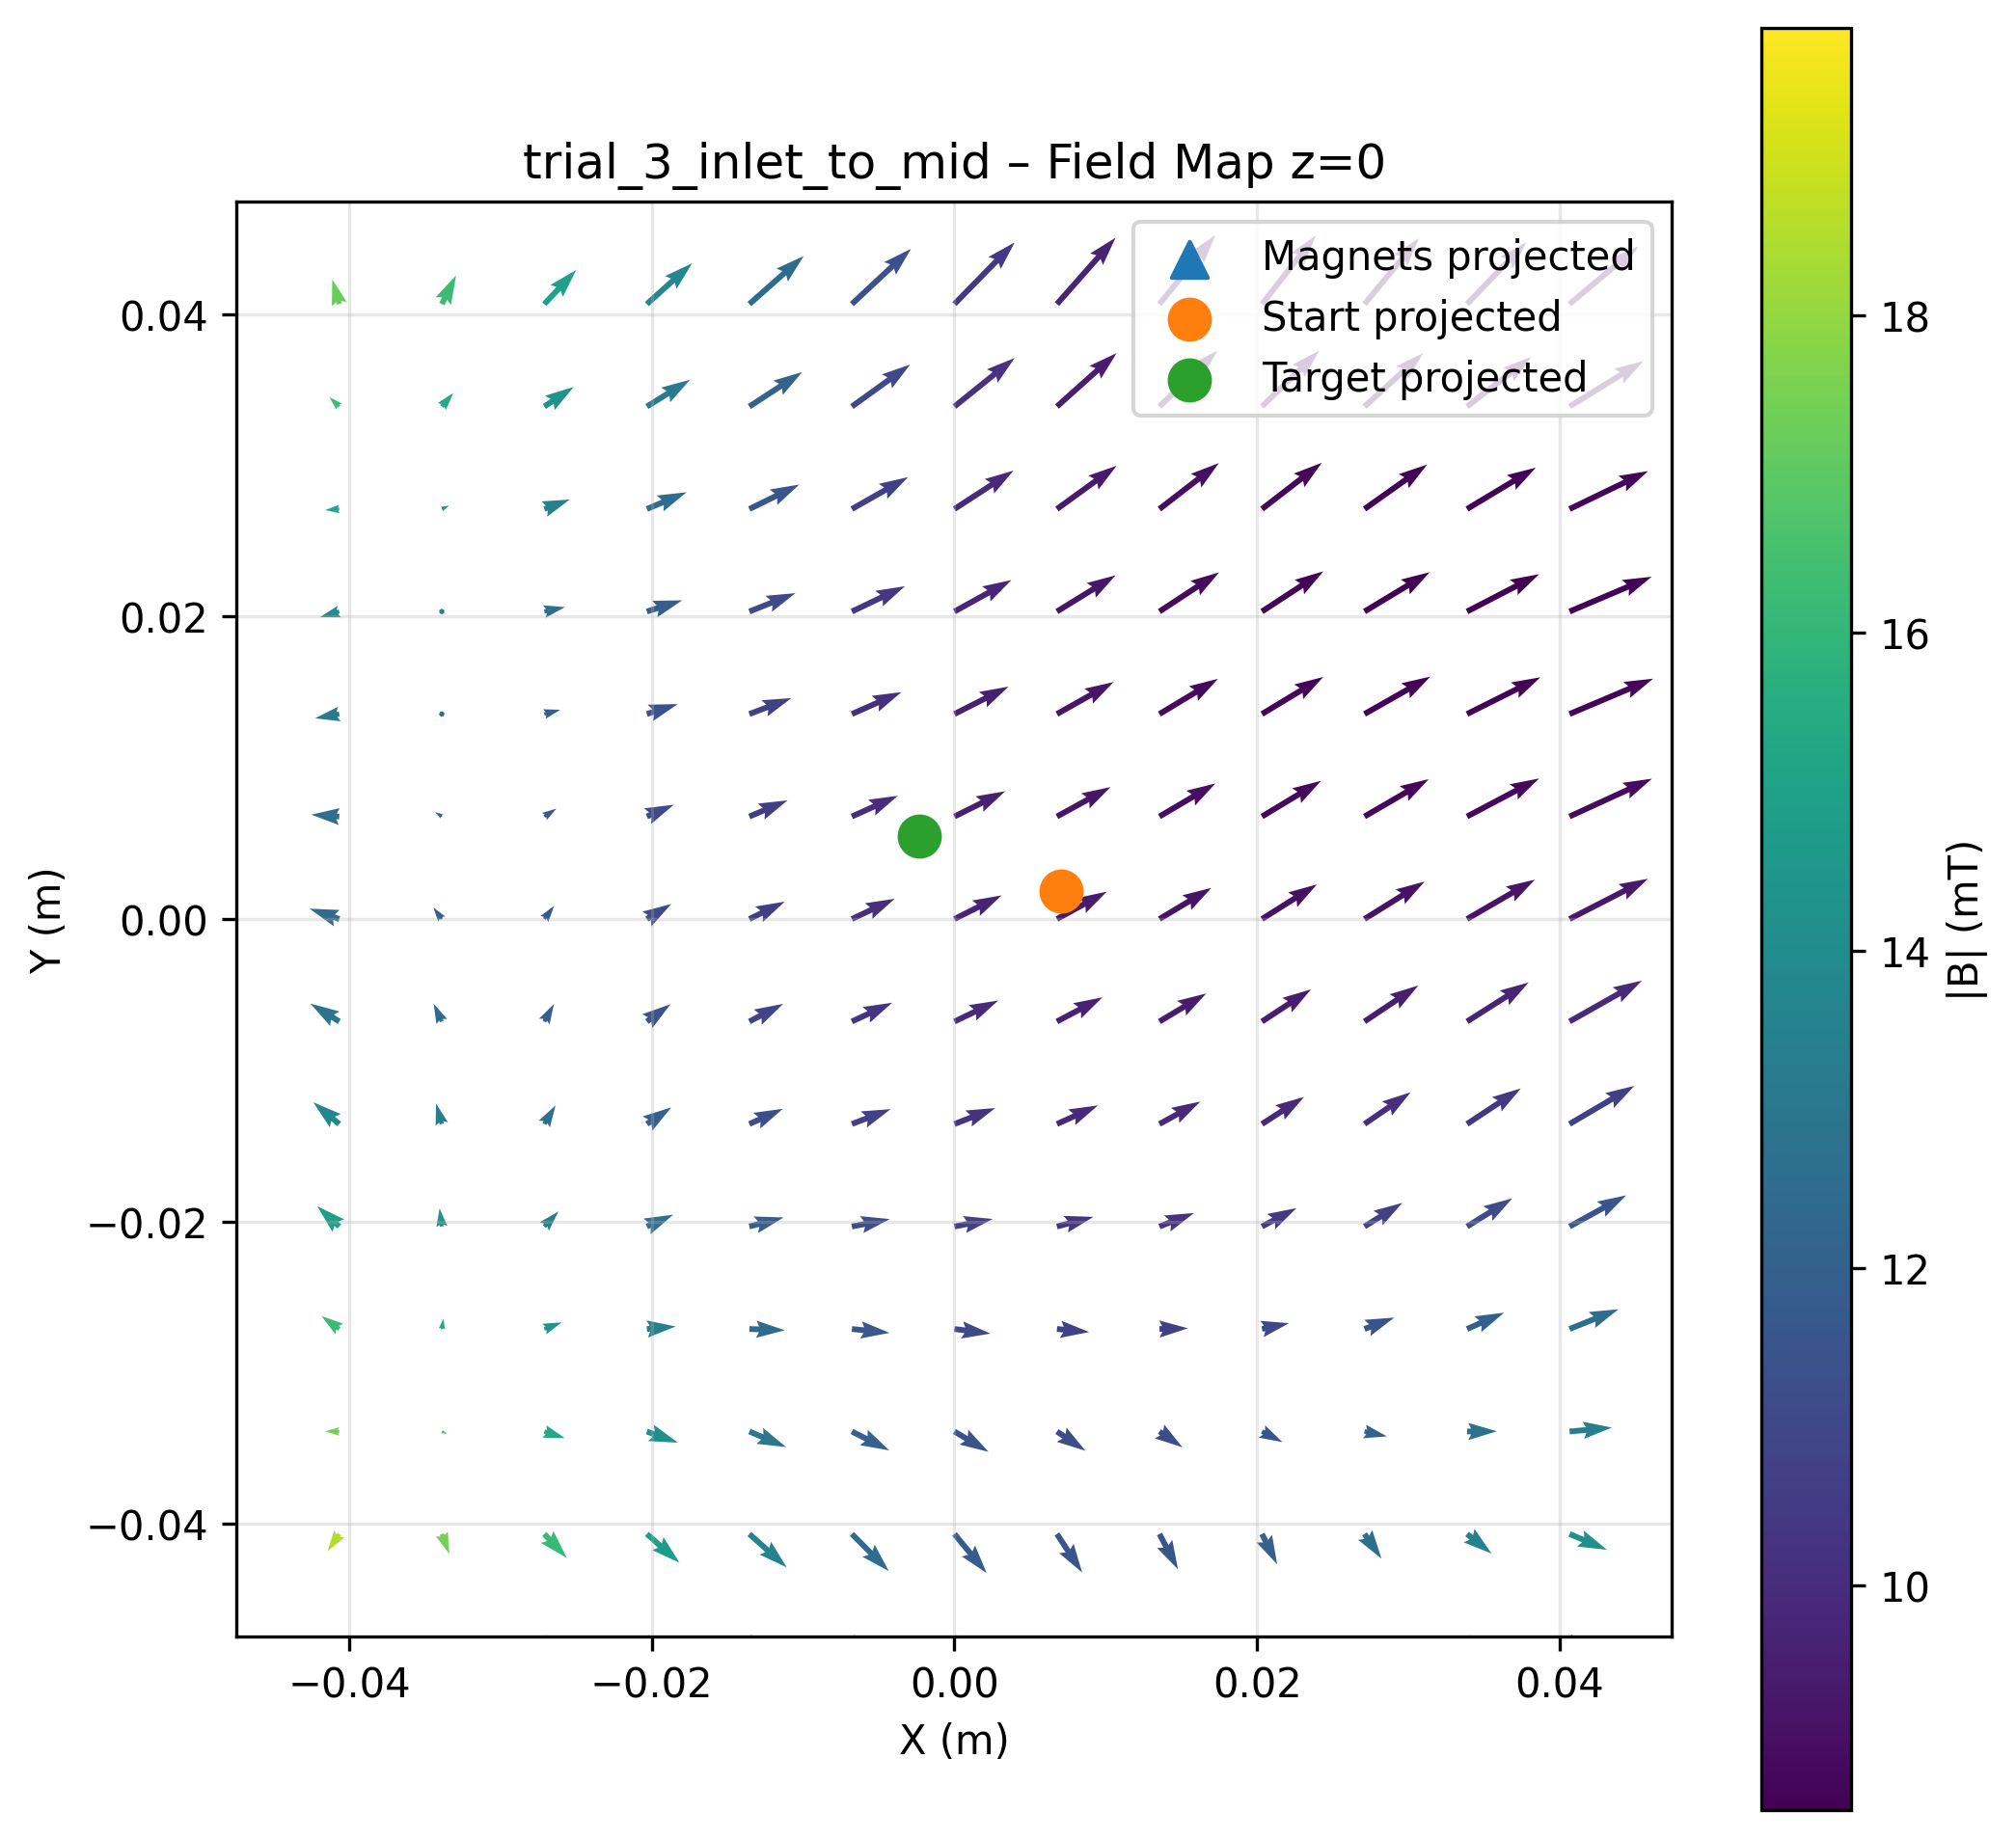 trial_3_inlet_to_mid – Field Map z=0
Magnets projected
Start projected
Target projected
0.04
0.02
0.00
−0.02
−0.04
Y (m)
−0.04
−0.02
0.00
0.02
0.04
X (m)
18
16
14
12
10
|B| (mT)